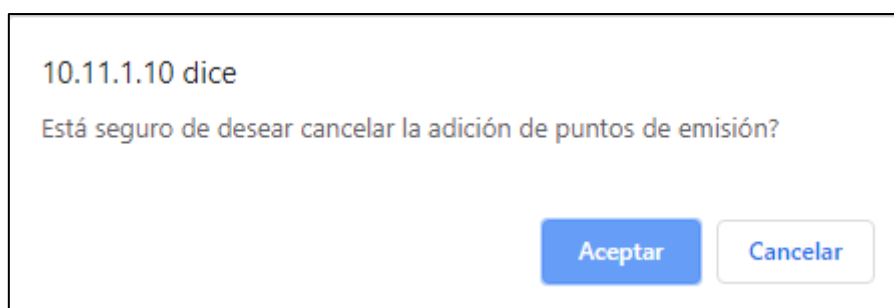 10.11.1.10 dice
Está seguro de desear cancelar la adición de puntos de emisión?
Aceptar Cancelar